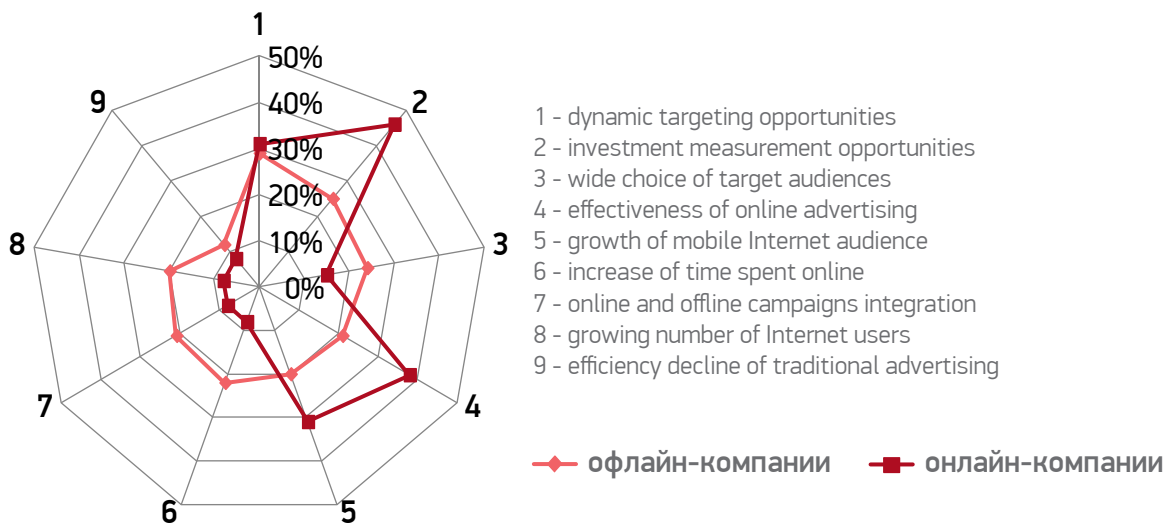 1
50%
40%
30%
20%
10%
0%
2
3
4
5
6
7
8
9
1 - dynamic targeting opportunities
2 - investment measurement opportunities
3 - wide choice of target audiences
4 - effectiveness of online advertising
5 - growth of mobile Internet audience
6 - increase of time spent online
7 - online and offline campaigns integration
8 - growing number of Internet users
9 - efficiency decline of traditional advertising
офлайн-компании
онлайн-компании